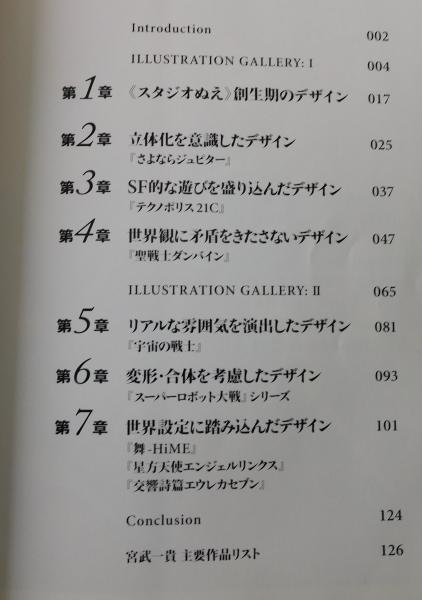 Introduction 002
ILLUSTRATION GALLERY: I 004
第1章 《スタジオぬえ》創生期のデザイン 017
第2章 立体化を意識したデザイン 025
『さよならジュピター』
第3章 SF的な遊びを盛り込んだデザイン 037
『テクノポリス21C』
第4章 世界観に矛盾をきたさないデザイン 047
『聖戦士ダンバイン』
ILLUSTRATION GALLERY: II 065
第5章 リアルな雰囲気を演出したデザイン 081
『宇宙の戦士』
第6章 変形・合体を考慮したデザイン 093
『スーパーロボット大戦』シリーズ
第7章 世界設定に踏み込んだデザイン 101
『舞-HiME』
『星方天使エンジェルリンクス』
『交響詩篇エウレカセブン』
Conclusion 124
宮武一貴 主要作品リスト 126